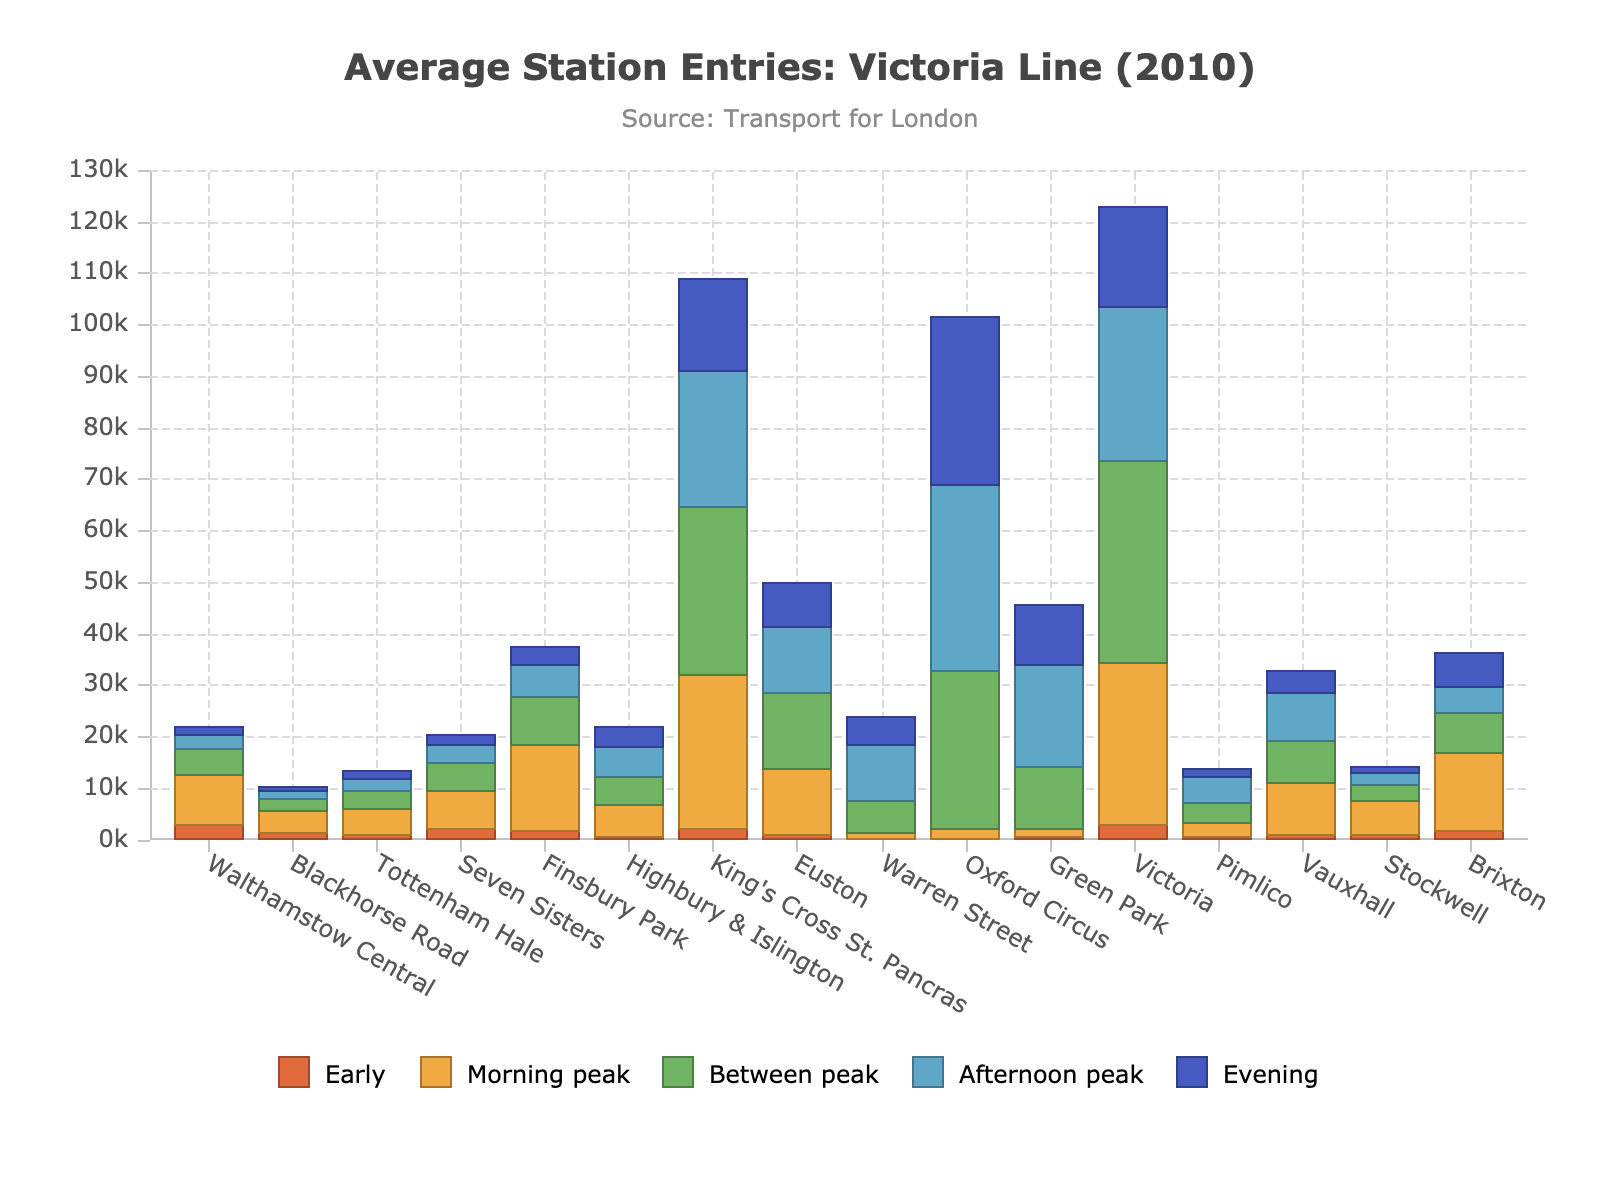 Average Station Entries: Victoria Line (2010)
Source: Transport for London
130k
120k
110k
100k
90k
80k
70k
60k
50k
40k
30k
20k
10k
0k
Walthamstow Central
Blackhorse Road
Tottenham Hale
Seven Sisters
Finsbury Park
Highbury & Islington
King's Cross St. Pancras
Euston
Warren Street
Oxford Circus
Green Park
Victoria
Pimlico
Vauxhall
Stockwell
Brixton
Early
Morning peak
Between peak
Afternoon peak
Evening